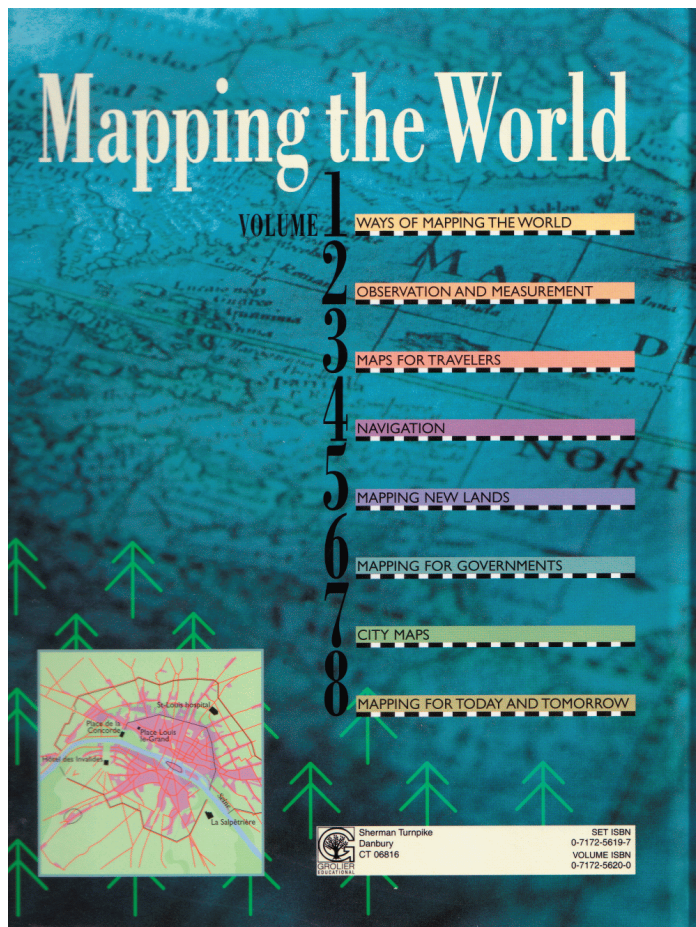 Mapping the World
VOLUME 1 WAYS OF MAPPING THE WORLD
2 OBSERVATION AND MEASUREMENT
3 MAPS FOR TRAVELERS
4 NAVIGATION
5 MAPPING NEW LANDS
6 MAPPING FOR GOVERNMENTS
7 CITY MAPS
8 MAPPING FOR TODAY AND TOMORROW
St-Louis hospital
Place de la
Concorde
Place Louis
le-Grand
Hôtel des Invalides
Seine
La Salpêtrière
G
GROLIER
EDUCATIONAL
Sherman Turnpike
Danbury
CT 06816
SET ISBN
0-7172-5619-7
VOLUME ISBN
0-7172-5620-0